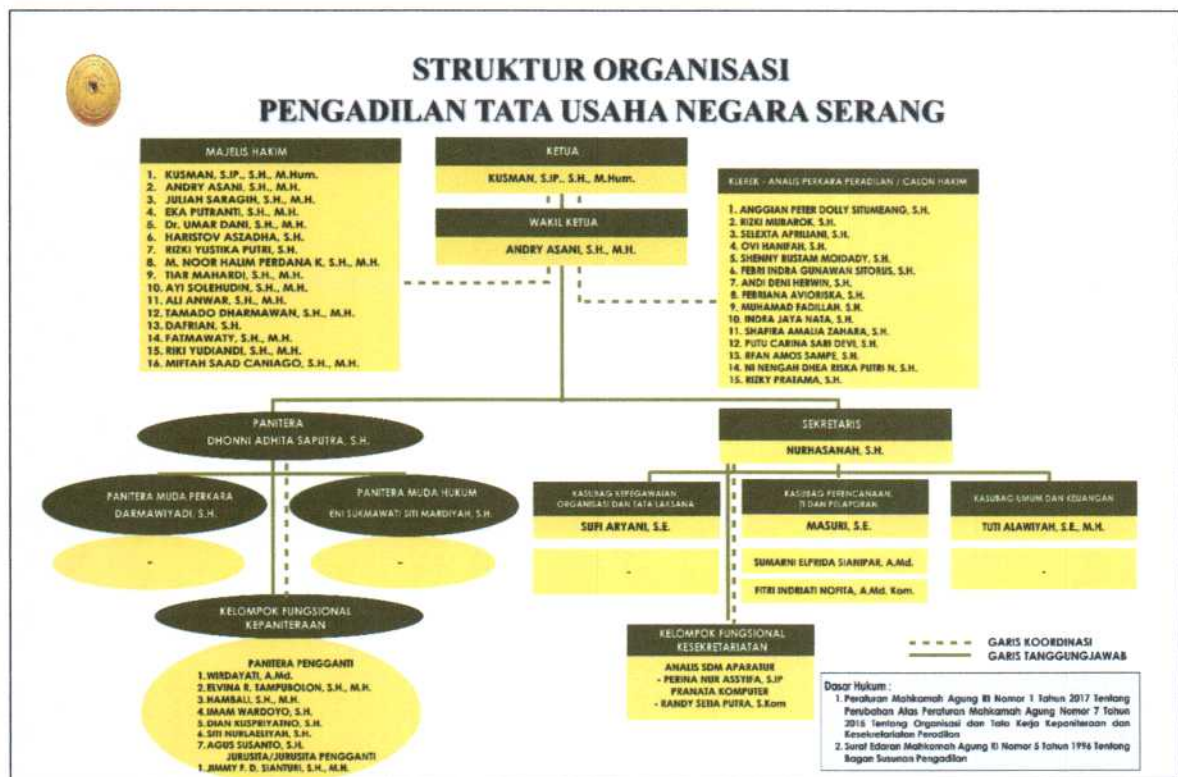 STRUKTUR ORGANISASI
PENGADILAN TATA USAHA NEGARA SERANG
MAJELIS HAKIM
1. KUSMAN, S.IP., S.H., M.Hum.
2. ANDRY ASANI, S.H., M.H.
3. JULIAH SARAGIH, S.H., M.H.
4. EKA PUTRANTI, S.H., M.H.
5. Dr. UMAR DANI, S.H., M.H.
6. HARISTOV ASZADHA, S.H.
7. RIZKI YUSTIKA PUTRI, S.H.
8. M. NOOR HALIM PERDANA K, S.H., M.H.
9. TIAR MAHARDI, S.H., M.H.
10. AYI SOLEHUDIN, S.H., M.H.
11. ALI ANWAR, S.H., M.H.
12. TAMADO DHARMAWAN, S.H., M.H.
13. DAFRIAN, S.H.
14. FATMAWATY, S.H., M.H.
15. RIKI YUDIANDI, S.H., M.H.
16. MIFTAH SAAD CANIAGO, S.H., M.H.
KETUA
KUSMAN, S.IP., S.H., M.Hum.
WAKIL KETUA
ANDRY ASANI, S.H., M.H.
KLEREK - ANALIS PERKARA PERADILAN / CALON HAKIM
1. ANGGIAN PETER DOLLY SITUMEANG, S.H.
2. RIZKI MUBAROK, S.H.
3. SELEXTA APRILIANI, S.H.
4. OVI HANIFAH, S.H.
5. SHENNY BUSTAM MOIDADY, S.H.
6. FEBRI INDRA GUNAWAN SITORUS, S.H.
7. ANDI DENI HERWIN, S.H.
8. FEBRIANA AVIORISKA, S.H.
9. MUHAMAD FADILLAH, S.H.
10. INDRA JAYA NATA, S.H.
11. SHAFIRA AMALIA ZAHARA, S.H.
12. PUTU CARINA SARI DEVI, S.H.
13. RFAN AMOS SAMPE, S.H.
14. NI NENGAH DHEA RISKA PUTRI N, S.H.
15. RIZKY PRATAMA, S.H.
PANITERA
DHONNI ADHITA SAPUTRA, S.H.
SEKRETARIS
NURHASANAH, S.H.
PANITERA MUDA PERKARA
DARMAWIYADI, S.H.
-
PANITERA MUDA HUKUM
ENI SUKMAWATI SITI MARDIYAH, S.H.
-
KASUBAG KEPEGAWAIAN
ORGANISASI DAN TATA LAKSANA
SUFI ARYANI, S.E.
-
KASUBAG PERENCANAAN,
TI DAN PELAPORAN
MASURI, S.E.
SUMARNI ELFRIDA SIANIPAR, A.Md.
FITRI INDRIATI NOFITA, A.Md. Kom.
KASUBAG UMUM DAN KEUANGAN
TUTI ALAWIYAH, S.E., M.H.
-
KELOMPOK FUNGSIONAL
KEPANITERAAN
PANITERA PENGGANTI
1. WIRDAYATI, A.Md.
2. ELVINA R. TAMPUBOLON, S.H., M.H.
3. HAMBALI, S.H., M.H.
4. IMAM WARDOYO, S.H.
5. DIAN KUSPRIYATNO, S.H.
6. SITI NURLAELIYAH, S.H.
7. AGUS SUSANTO, S.H.
JURUSITA/JURUSITA PENGGANTI
1. JIMMY F. D. SIANTURI, S.H., M.H.
KELOMPOK FUNGSIONAL
KESEKRETARIATAN
ANALIS SDM APARATUR
- PERINA NUR ASSYIFA, S.IP
PRANATA KOMPUTER
- RANDY SETIA PUTRA, S.Kom
GARIS KOORDINASI
GARIS TANGGUNGJAWAB
Dasar Hukum :
1. Peraturan Mahkamah Agung RI Nomor 1 Tahun 2017 Tentang
Perubahan Atas Peraturan Mahkamah Agung Nomor 7 Tahun
2015 Tentang Organisasi dan Tata Kerja Kepaniteraan dan
Kesekretariatan Peradilan
2. Surat Edaran Mahkamah Agung RI Nomor 5 Tahun 1996 Tentang
Bagan Susunan Pengadilan